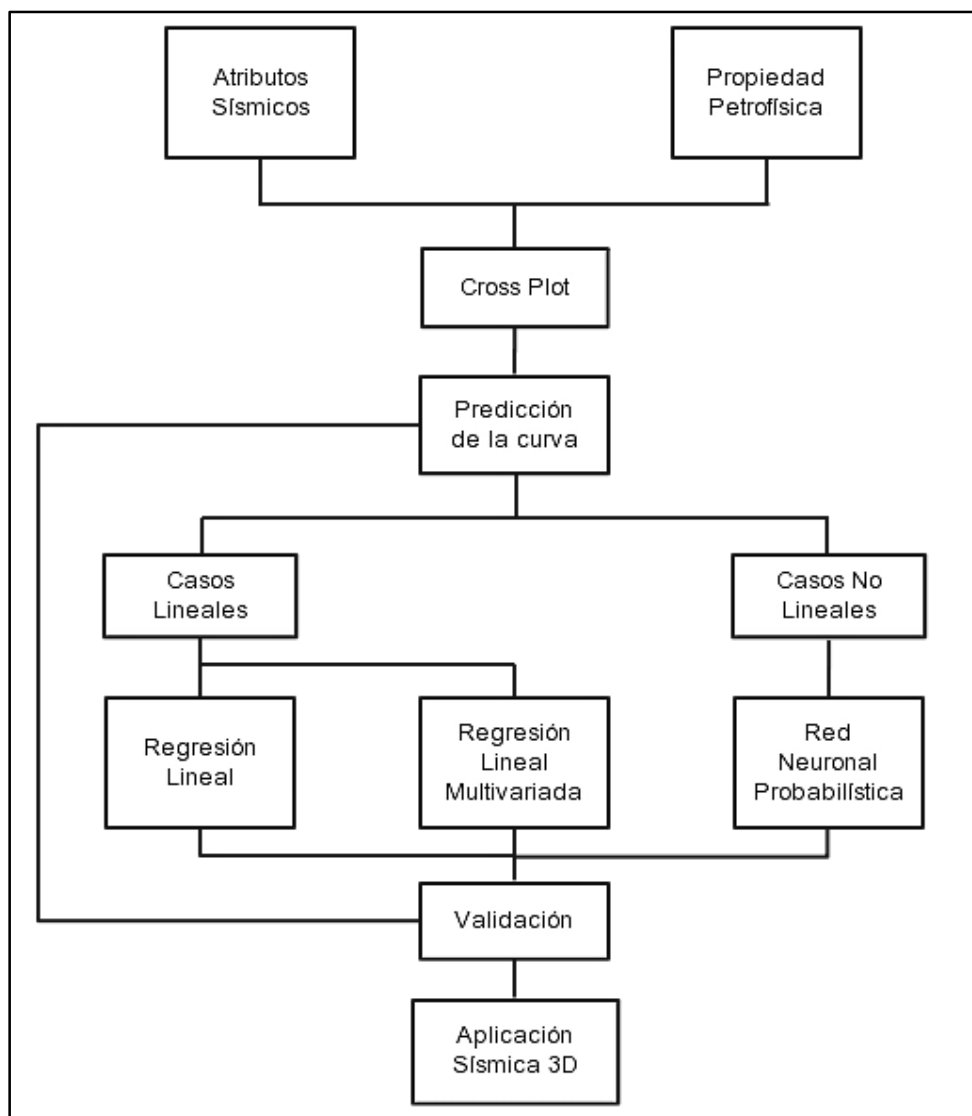 Atributos
Sísmicos
Propiedad
Petrofísica
Cross Plot
Predicción
de la curva
Casos
Lineales
Casos No
Lineales
Regresión
Lineal
Regresión
Lineal
Multivariada
Red
Neuronal
Probabilística
Validación
Aplicación
Sísmica 3D